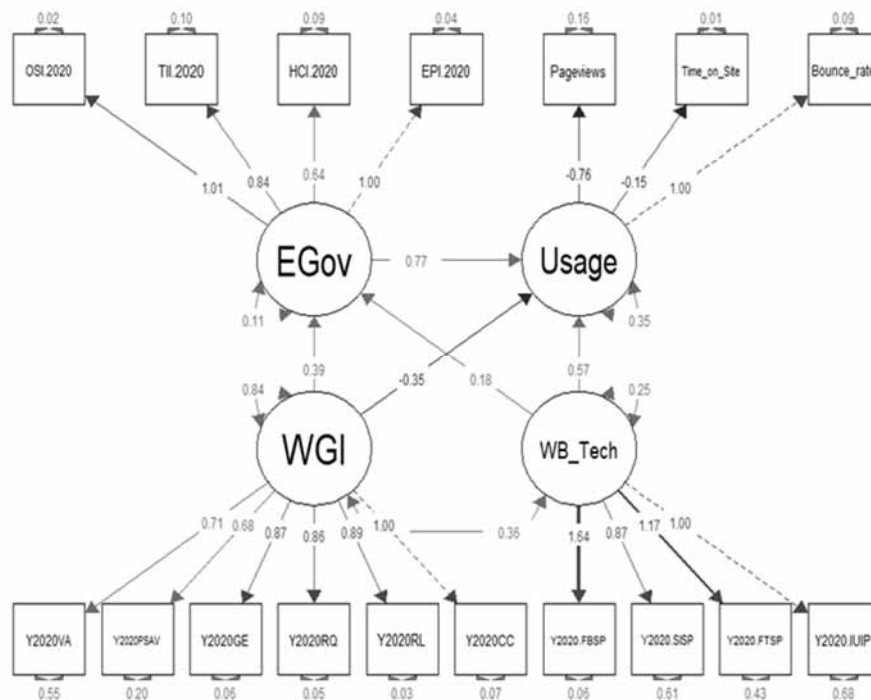 0.02 0.10 0.09 0.04 0.15 0.01 0.09
OSI.2020 TII.2020 HCI.2020 EPI.2020 Pageviews Time_on_Site Bounce_rate
1.01 0.84 0.64 1.00 -0.76 -0.15 1.00
EGov 0.77 Usage
0.11 0.35
0.39 -0.35 0.18 0.57
0.84 0.25
WGI WB_Tech
0.71 0.68 0.87 0.86 0.89 1.00 0.36 1.64 0.87 1.17 1.00
Y2020VA Y2020PSAV Y2020GE Y2020RQ Y2020RL Y2020CC Y2020.FBSP Y2020.SISP Y2020.FTSP Y2020.IUIP
0.55 0.20 0.06 0.05 0.03 0.07 0.06 0.61 0.43 0.68